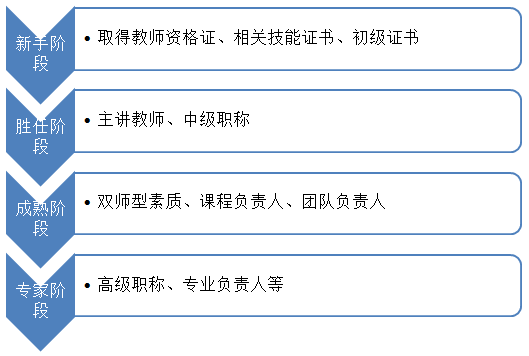 新手阶
段
• 取得教师资格证、相关技能证书、初级证书
胜任阶
段
• 主讲教师、中级职称
成熟阶
段
• 双师型素质、课程负责人、团队负责人
专家阶
段
• 高级职称、专业负责人等